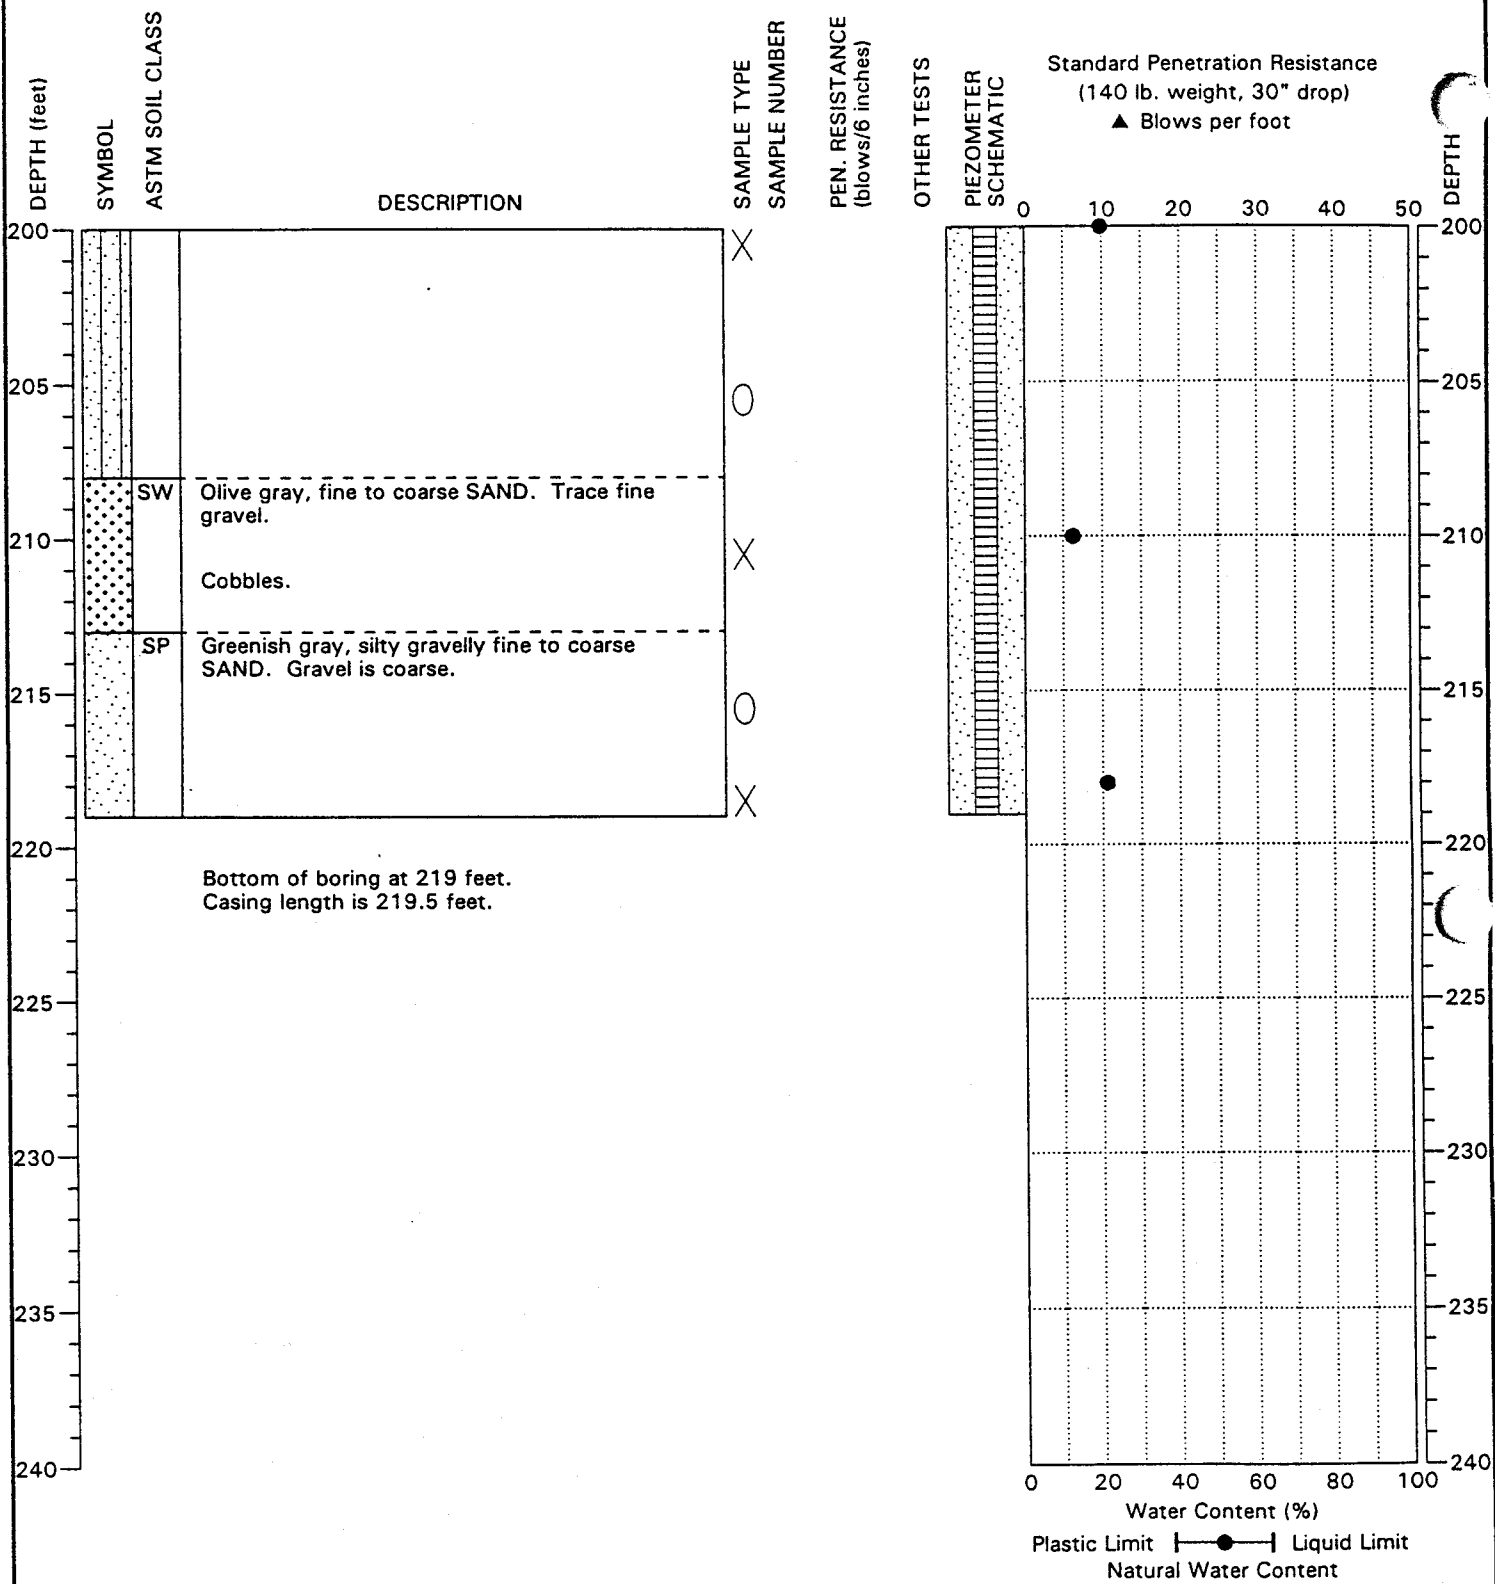 DEPTH (feet)
SYMBOL
ASTM SOIL CLASS
DESCRIPTION
SAMPLE TYPE
SAMPLE NUMBER
PEN. RESISTANCE
(blows/6 inches)
OTHER TESTS
PIEZOMETER
SCHEMATIC
Standard Penetration Resistance
(140 lb. weight, 30" drop)
▲ Blows per foot
DEPTH
0 10 20 30 40 50
200 200
205 205
SW Olive gray, fine to coarse SAND. Trace fine
gravel.
210 210
Cobbles.
SP Greenish gray, silty gravelly fine to coarse
SAND. Gravel is coarse.
215 215
220 220
Bottom of boring at 219 feet.
Casing length is 219.5 feet.
225 225
230 230
235 235
240 240
0 20 40 60 80 100
Water Content (%)
Plastic Limit Liquid Limit
Natural Water Content